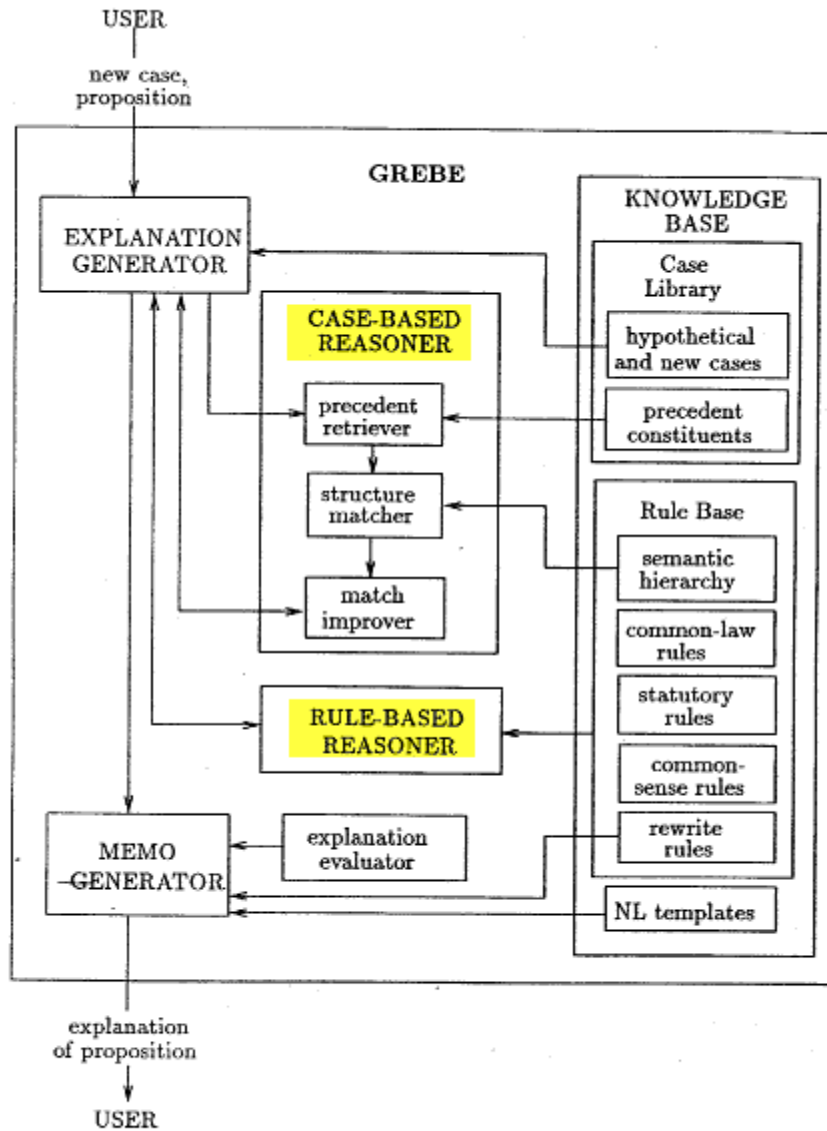 USER
new case,
proposition
GREBE
EXPLANATION
GENERATOR
CASE-BASED
REASONER
precedent
retriever
structure
matcher
match
improver
RULE-BASED
REASONER
MEMO
-GENERATOR
explanation
evaluator
KNOWLEDGE
BASE
Case
Library
hypothetical
and new cases
precedent
constituents
Rule Base
semantic
hierarchy
common-law
rules
statutory
rules
common-
sense rules
rewrite
rules
NL templates
explanation
of proposition
USER